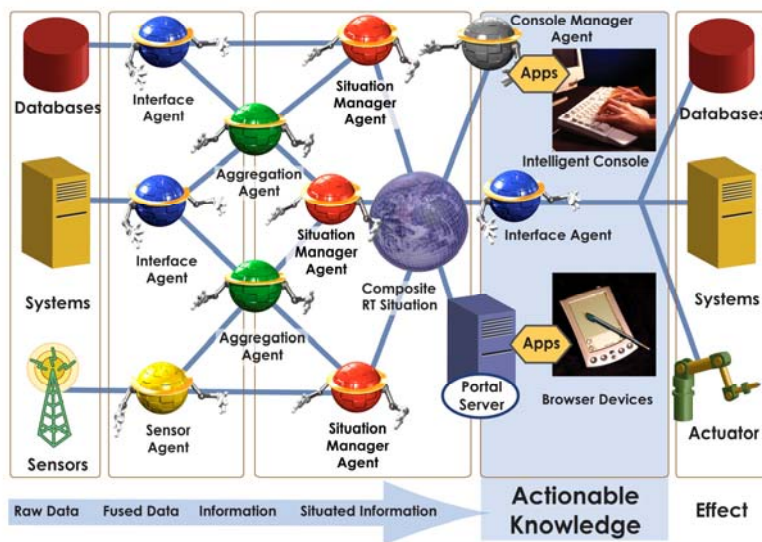 Databases
Systems
Sensors
Interface
Agent
Interface
Agent
Sensor
Agent
Aggregation
Agent
Aggregation
Agent
Situation
Manager
Agent
Situation
Manager
Agent
Situation
Manager
Agent
Composite
RT Situation
Console Manager
Agent
Apps
Intelligent Console
Interface Agent
Portal
Server
Apps
Browser Devices
Databases
Systems
Actuator
Raw Data Fused Data Information Situated Information
Actionable
Knowledge
Effect